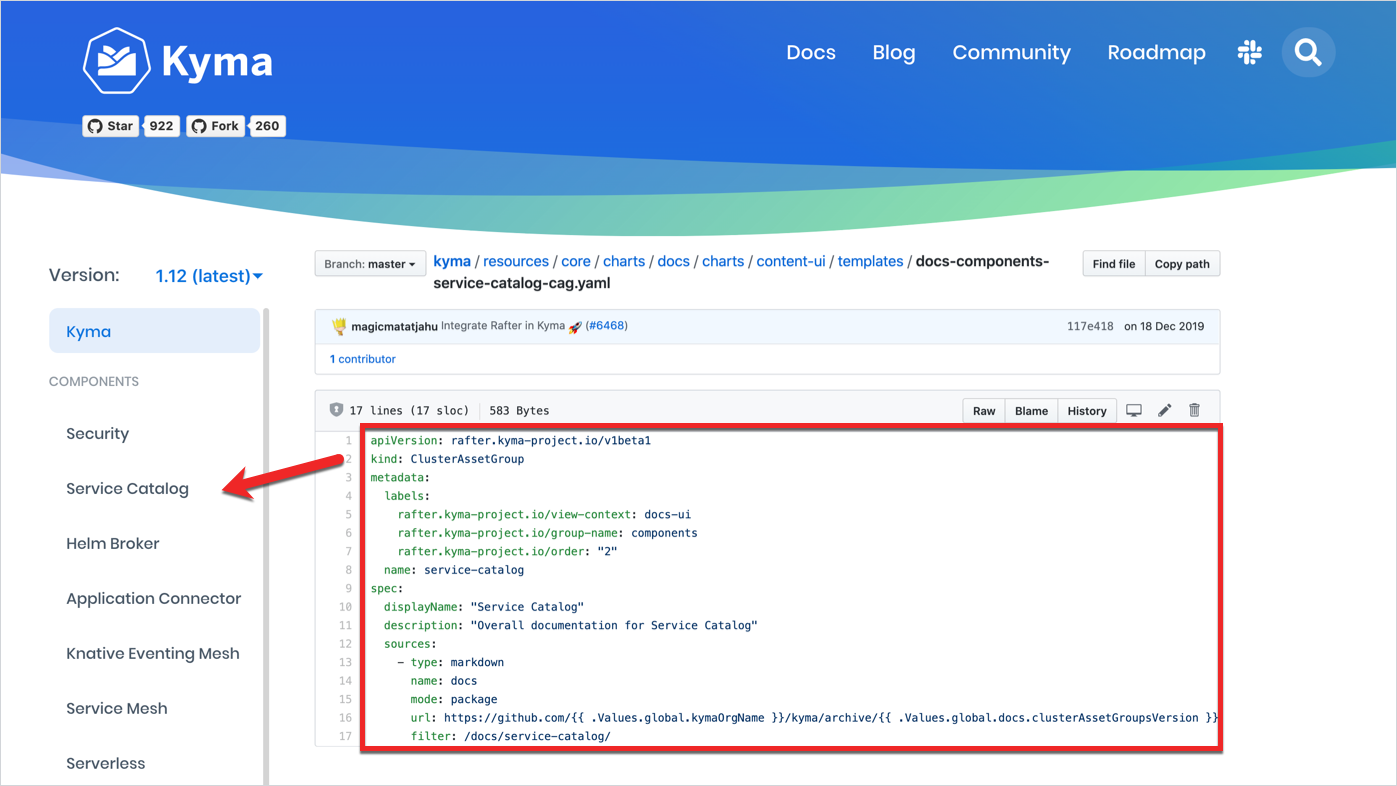 Kyma
Docs Blog Community Roadmap
Star 922 Fork 260
Version: 1.12 (latest)
Kyma
COMPONENTS
Security
Service Catalog
Helm Broker
Application Connector
Knative Eventing Mesh
Service Mesh
Serverless
Branch: master
kyma / resources / core / charts / docs / charts / content-ui / templates / docs-components-
service-catalog-cag.yaml
Find file Copy path
magicmatatjahu Integrate Rafter in Kyma 🚀 (#6468)
117e418 on 18 Dec 2019
1 contributor
17 lines (17 sloc) 583 Bytes
Raw Blame History
1 apiVersion: rafter.kyma-project.io/v1beta1
2 kind: ClusterAssetGroup
3 metadata:
4 labels:
5 rafter.kyma-project.io/view-context: docs-ui
6 rafter.kyma-project.io/group-name: components
7 rafter.kyma-project.io/order: "2"
8 name: service-catalog
9 spec:
10 displayName: "Service Catalog"
11 description: "Overall documentation for Service Catalog"
12 sources:
13 - type: markdown
14 name: docs
15 mode: package
16 url: https://github.com/{{ .Values.global.kymaOrgName }}/kyma/archive/{{ .Values.global.docs.clusterAssetGroupsVersion }}
17 filter: /docs/service-catalog/